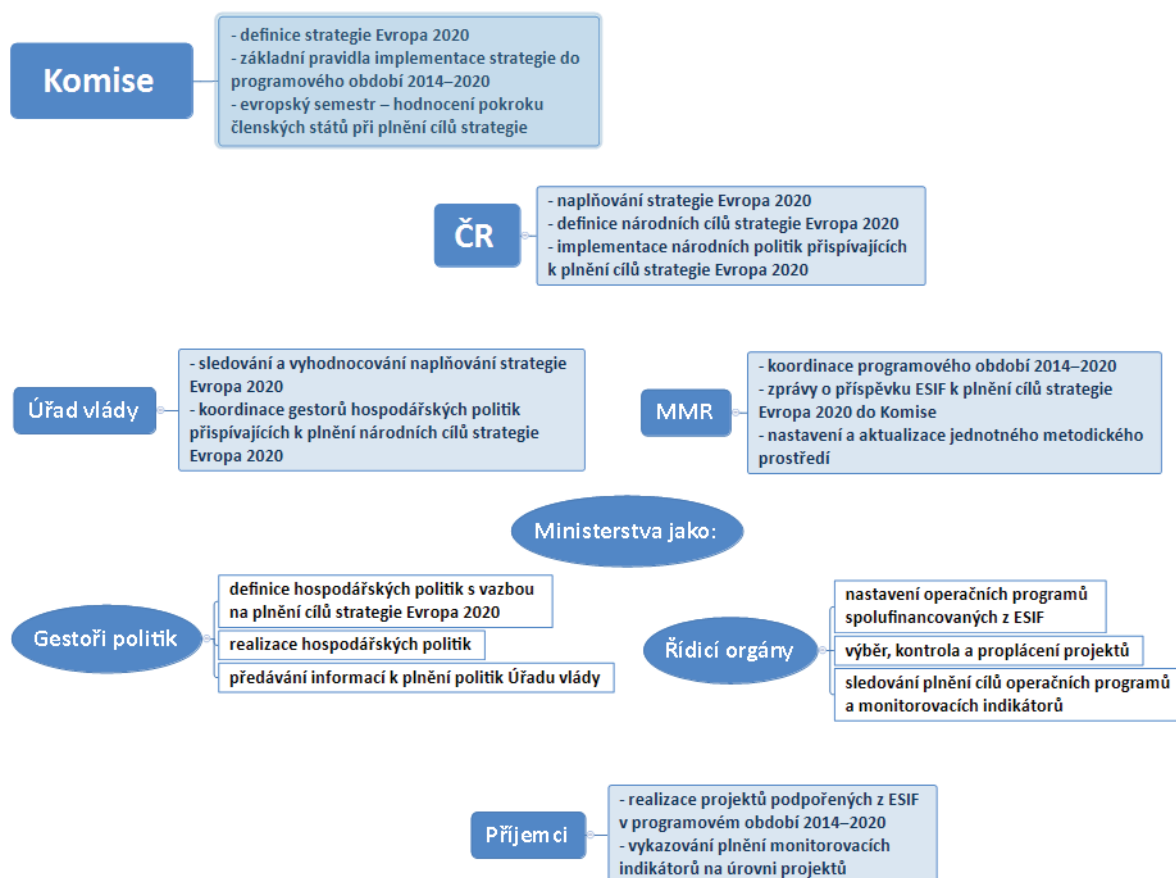 Komise
- definice strategie Evropa 2020
- základní pravidla implementace strategie do
programového období 2014–2020
- evropský semestr – hodnocení pokroku
členských států při plnění cílů strategie
ČR
- naplňování strategie Evropa 2020
- definice národních cílů strategie Evropa 2020
- implementace národních politik přispívajících
k plnění cílů strategie Evropa 2020
Úřad vlády
- sledování a vyhodnocování naplňování strategie
Evropa 2020
- koordinace gestorů hospodářských politik
přispívajících k plnění národních cílů strategie
Evropa 2020
MMR
- koordinace programového období 2014–2020
- zprávy o příspěvku ESIF k plnění cílů strategie
Evropa 2020 do Komise
- nastavení a aktualizace jednotného metodického
prostředí
Ministerstva jako:
Gestoři politik
definice hospodářských politik s vazbou
na plnění cílů strategie Evropa 2020
realizace hospodářských politik
předávání informací k plnění politik Úřadu vlády
Řídicí orgány
nastavení operačních programů
spolufinancovaných z ESIF
výběr, kontrola a proplácení projektů
sledování plnění cílů operačních programů
a monitorovacích indikátorů
Příjemci
- realizace projektů podpořených z ESIF
v programovém období 2014–2020
- vykazování plnění monitorovacích
indikátorů na úrovni projektů